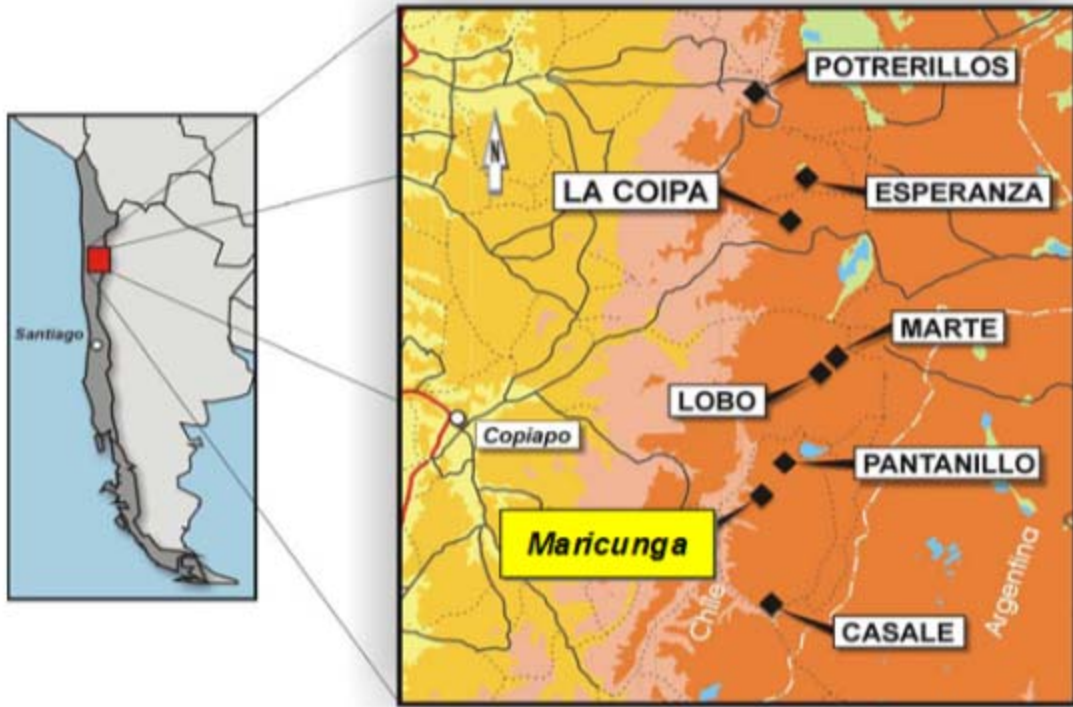 POTRERILLOS
N
LA COIPA
ESPERANZA
Santiago
MARTE
LOBO
Copiapo
PANTANILLO
Maricunga
Chile
Argentina
CASALE